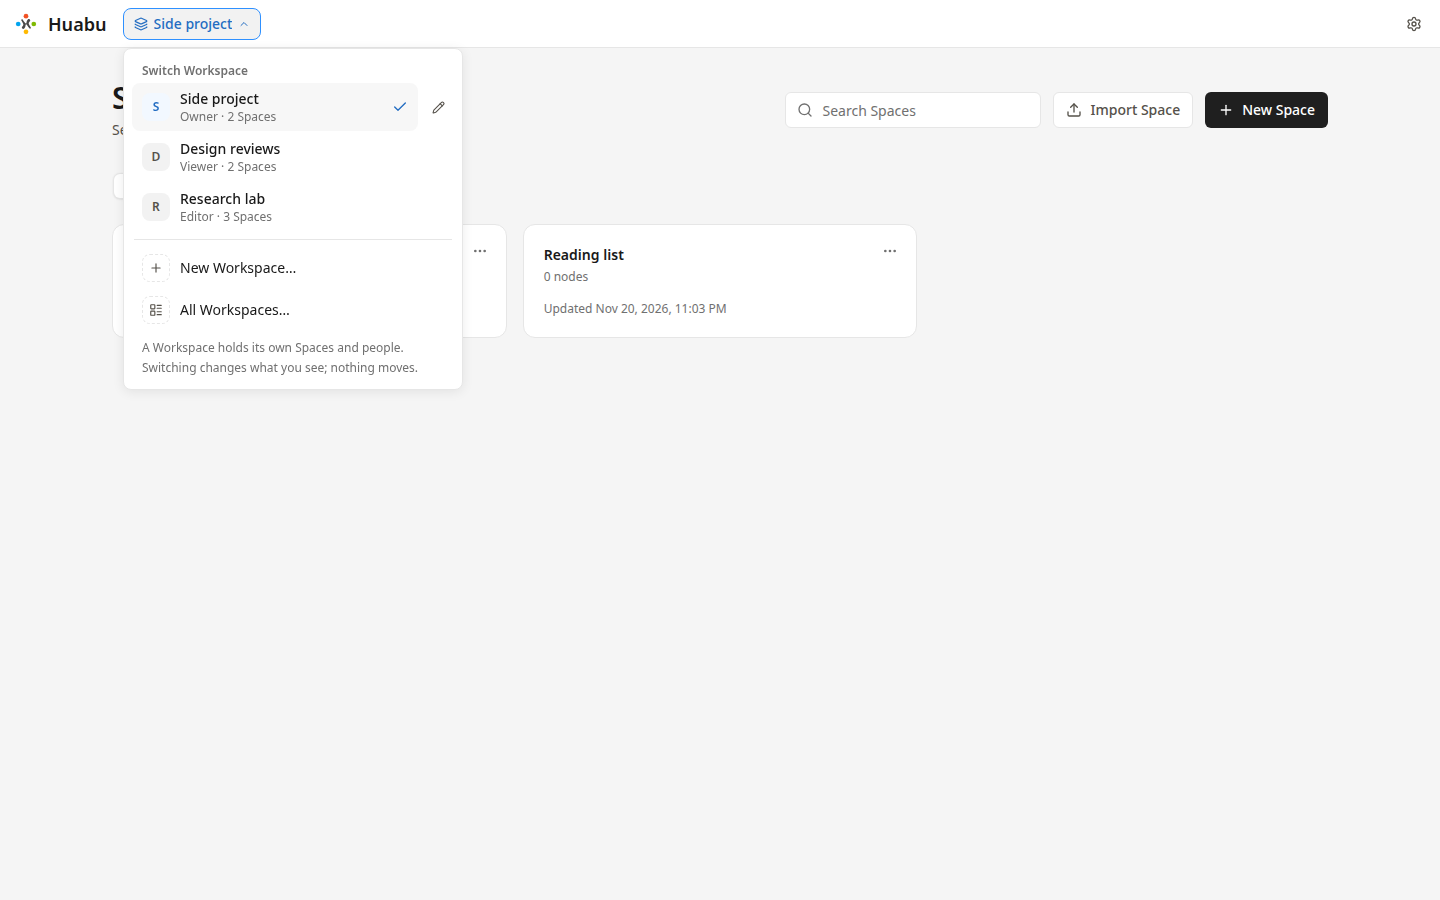 Huabu
Side project
Switch Workspace
S
Side project
Owner · 2 Spaces
D
Design reviews
Viewer · 2 Spaces
R
Research lab
Editor · 3 Spaces
New Workspace...
All Workspaces...
A Workspace holds its own Spaces and people.
Switching changes what you see; nothing moves.
Search Spaces
Import Space
New Space
Reading list
0 nodes
Updated Nov 20, 2026, 11:03 PM